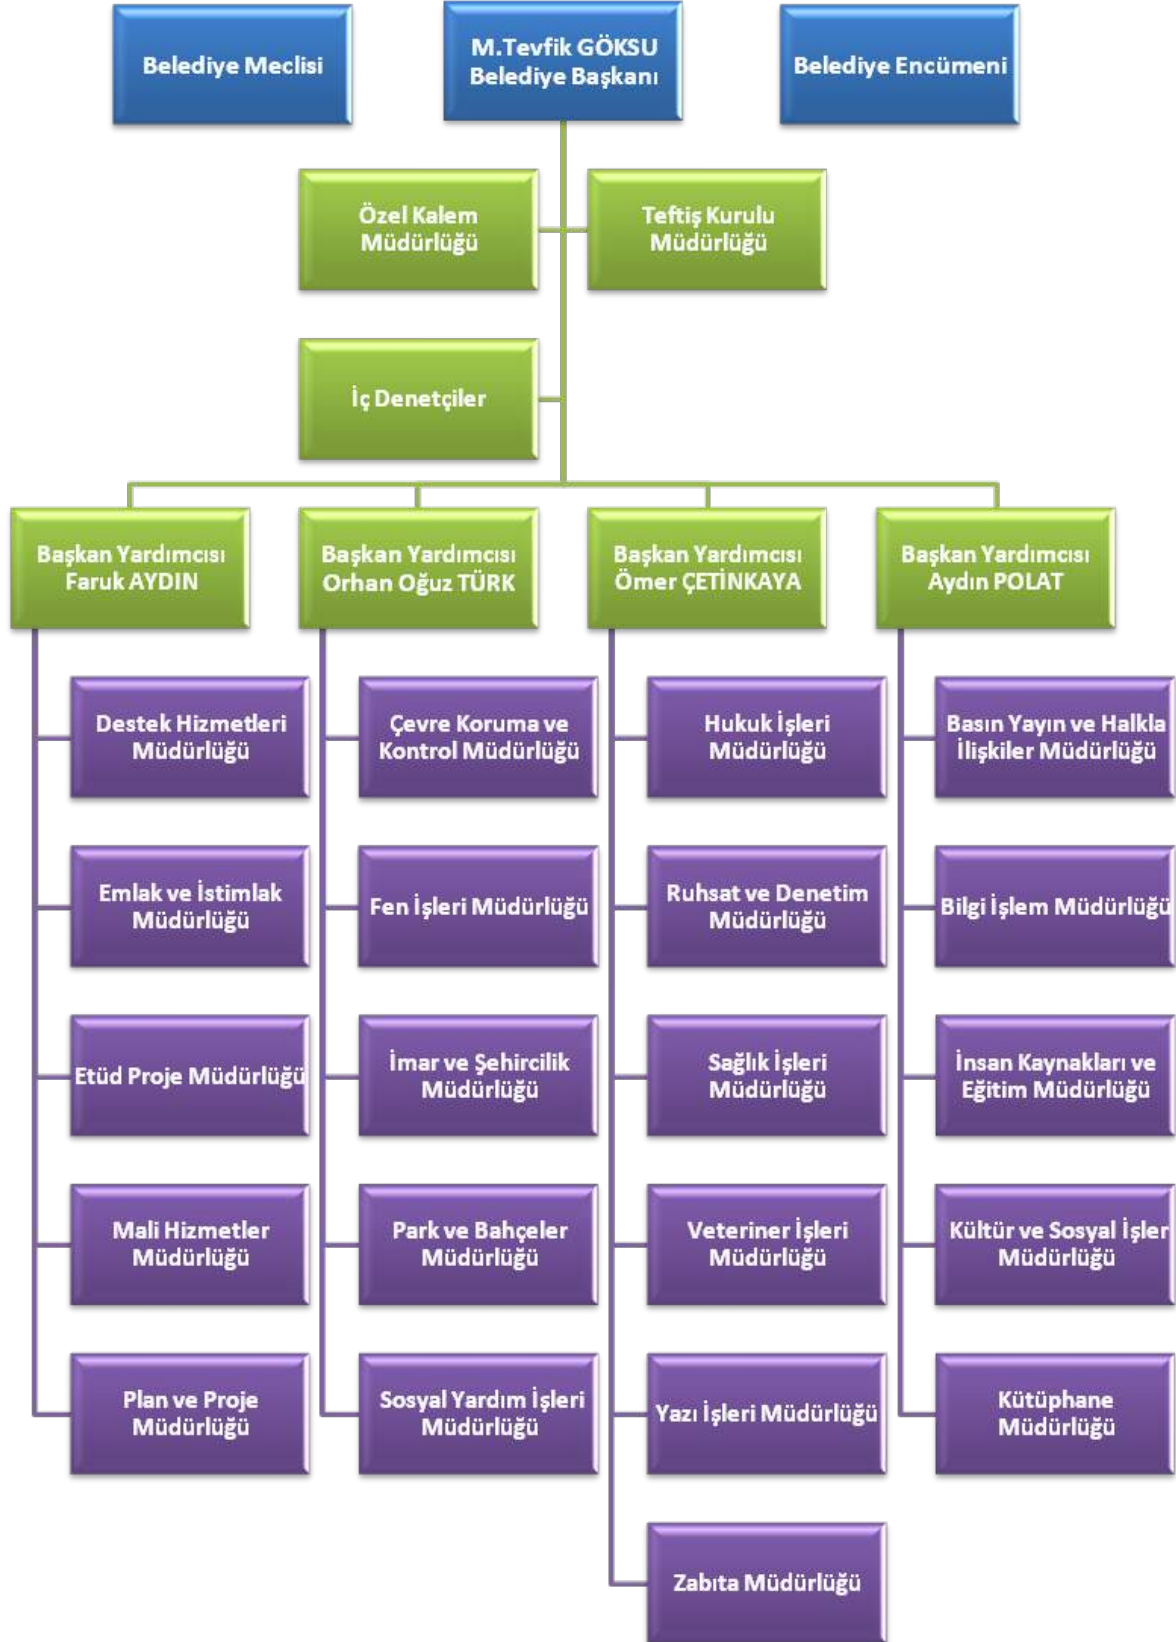 Belediye Meclisi
M.Tevfik GÖKSU
Belediye Başkanı
Belediye Encümeni
Özel Kalem
Müdürlüğü
Teftiş Kurulu
Müdürlüğü
İç Denetçiler
Başkan Yardımcısı
Faruk AYDIN
Başkan Yardımcısı
Orhan Oğuz TÜRK
Başkan Yardımcısı
Ömer ÇETİNKAYA
Başkan Yardımcısı
Aydın POLAT
Destek Hizmetleri
Müdürlüğü
Emlak ve İstimlak
Müdürlüğü
Etüd Proje Müdürlüğü
Mali Hizmetler
Müdürlüğü
Plan ve Proje
Müdürlüğü
Çevre Koruma ve
Kontrol Müdürlüğü
Fen İşleri Müdürlüğü
İmar ve Şehircilik
Müdürlüğü
Park ve Bahçeler
Müdürlüğü
Sosyal Yardım İşleri
Müdürlüğü
Hukuk İşleri
Müdürlüğü
Ruhsat ve Denetim
Müdürlüğü
Sağlık İşleri
Müdürlüğü
Veteriner İşleri
Müdürlüğü
Yazı İşleri Müdürlüğü
Zabıta Müdürlüğü
Basın Yayın ve Halkla
İlişkiler Müdürlüğü
Bilgi İşlem Müdürlüğü
İnsan Kaynakları ve
Eğitim Müdürlüğü
Kültür ve Sosyal İşler
Müdürlüğü
Kütüphane
Müdürlüğü